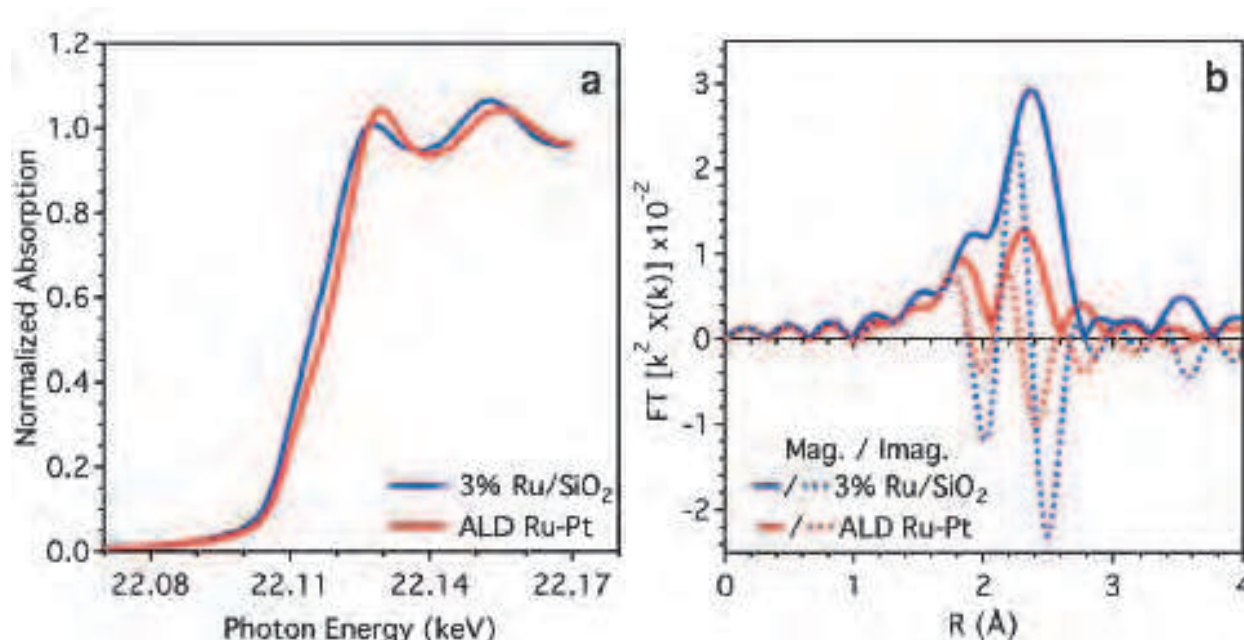 a
1.2
1.0
0.8
0.6
0.4
0.2
0.0
Normalized Absorption
3% Ru/SiO₂
ALD Ru-Pt
22.08 22.11 22.14 22.17
Photon Energy (keV)
b
3
2
1
0
-1
-2
FT [k² X(k)] x10⁻²
Mag. / Imag.
/ 3% Ru/SiO₂
/ ALD Ru-Pt
0 1 2 3 4
R (Å)